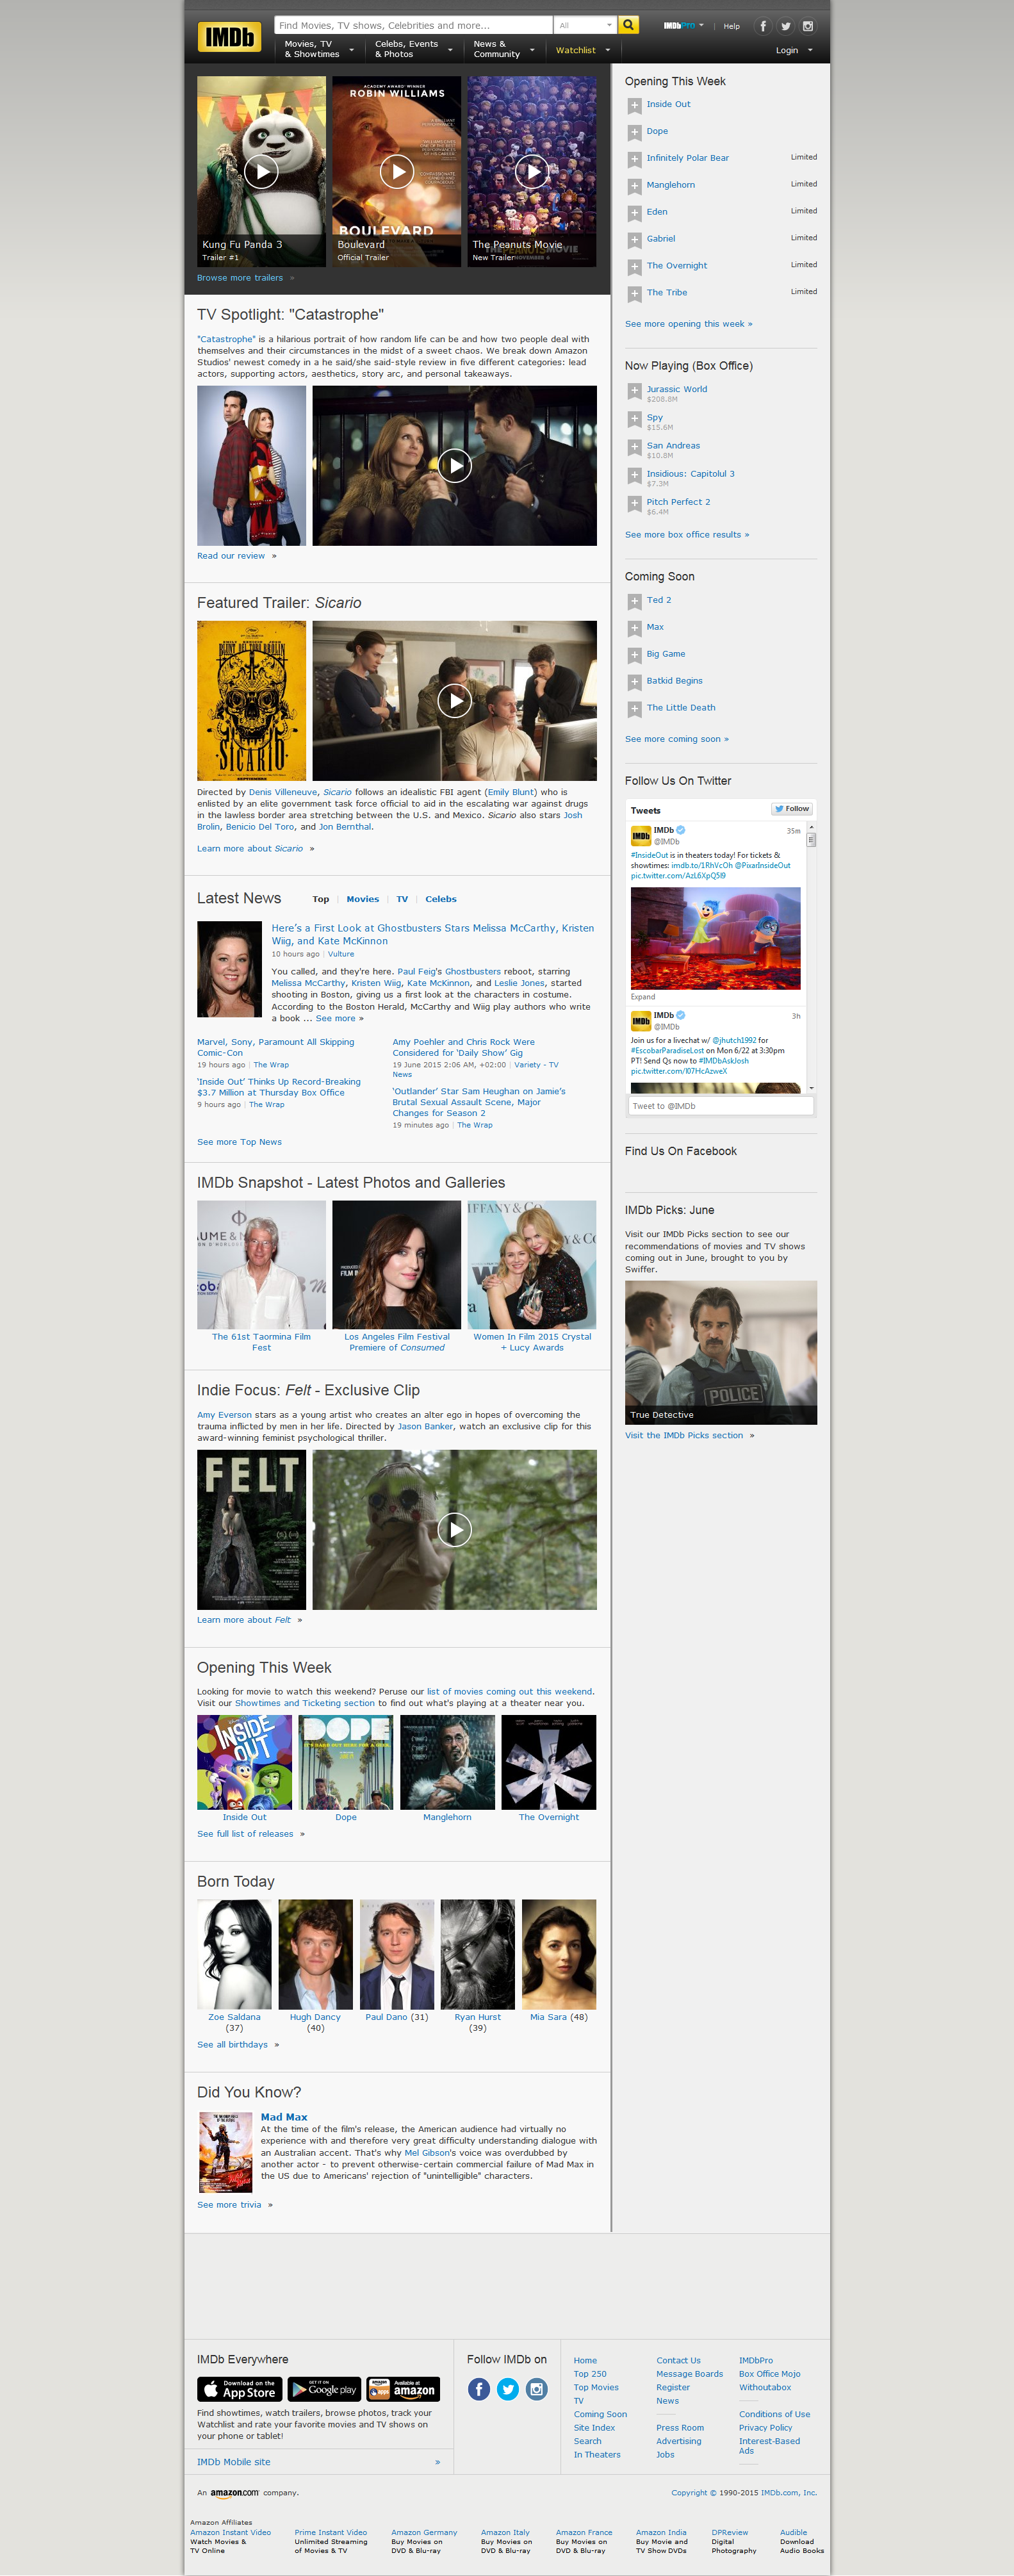 IMDb
Find Movies, TV shows, Celebrities and more...
All
IMDbPro
Help
Movies, TV
& Showtimes
Celebs, Events
& Photos
News &
Community
Watchlist
Login
ACADEMY AWARD WINNER
ROBIN WILLIAMS
BOULEVARD
Kung Fu Panda 3
Trailer #1
Boulevard
Official Trailer
The Peanuts Movie
New Trailer
Browse more trailers »
TV Spotlight: "Catastrophe"
"Catastrophe" is a hilarious portrait of how random life can be and how two people deal with
themselves and their circumstances in the midst of a sweet chaos. We break down Amazon
Studios' newest comedy in a he said/she said-style review in five different categories: lead
actors, supporting actors, aesthetics, story arc, and personal takeaways.
Read our review »
Featured Trailer: Sicario
SICARIO
Directed by Denis Villeneuve, Sicario follows an idealistic FBI agent (Emily Blunt) who is
enlisted by an elite government task force official to aid in the escalating war against drugs
in the lawless border area stretching between the U.S. and Mexico. Sicario also stars Josh
Brolin, Benicio Del Toro, and Jon Bernthal.
Learn more about Sicario »
Latest News
Top | Movies | TV | Celebs
Here's a First Look at Ghostbusters Stars Melissa McCarthy, Kristen
Wiig, and Kate McKinnon
10 hours ago | Vulture
You called, and they're here. Paul Feig's Ghostbusters reboot, starring
Melissa McCarthy, Kristen Wiig, Kate McKinnon, and Leslie Jones, started
shooting in Boston, giving us a first look at the characters in costume.
According to the Boston Herald, McCarthy and Wiig play authors who write
a book ... See more »
Marvel, Sony, Paramount All Skipping
Comic-Con
19 hours ago | The Wrap
'Inside Out' Thinks Up Record-Breaking
$3.7 Million at Thursday Box Office
9 hours ago | The Wrap
Amy Poehler and Chris Rock Were
Considered for 'Daily Show' Gig
19 June 2015 2:06 AM, +02:00 | Variety - TV
News
'Outlander' Star Sam Heughan on Jamie's
Brutal Sexual Assault Scene, Major
Changes for Season 2
19 minutes ago | The Wrap
See more Top News
IMDb Snapshot - Latest Photos and Galleries
The 61st Taormina Film
Fest
Los Angeles Film Festival
Premiere of Consumed
Women In Film 2015 Crystal
+ Lucy Awards
Indie Focus: Felt - Exclusive Clip
Amy Everson stars as a young artist who creates an alter ego in hopes of overcoming the
trauma inflicted by men in her life. Directed by Jason Banker, watch an exclusive clip for this
award-winning feminist psychological thriller.
FELT
Learn more about Felt »
Opening This Week
Looking for movie to watch this weekend? Peruse our list of movies coming out this weekend.
Visit our Showtimes and Ticketing section to find out what's playing at a theater near you.
INSIDE
OUT
DOPE
Inside Out
Dope
Manglehorn
The Overnight
See full list of releases »
Born Today
Zoe Saldana
(37)
Hugh Dancy
(40)
Paul Dano (31)
Ryan Hurst
(39)
Mia Sara (48)
See all birthdays »
Did You Know?
Mad Max
At the time of the film's release, the American audience had virtually no
experience with and therefore very great difficulty understanding dialogue with
an Australian accent. That's why Mel Gibson's voice was overdubbed by
another actor - to prevent otherwise-certain commercial failure of Mad Max in
the US due to Americans' rejection of "unintelligible" characters.
See more trivia »
Opening This Week
Inside Out
Dope
Infinitely Polar Bear Limited
Manglehorn Limited
Eden Limited
Gabriel Limited
The Overnight Limited
The Tribe Limited
See more opening this week »
Now Playing (Box Office)
Jurassic World
$208.8M
Spy
$15.6M
San Andreas
$10.8M
Insidious: Capitolul 3
$7.3M
Pitch Perfect 2
$6.4M
See more box office results »
Coming Soon
Ted 2
Max
Big Game
Batkid Begins
The Little Death
See more coming soon »
Follow Us On Twitter
Tweets
Follow
IMDb
@IMDb
35m
#InsideOut is in theaters today! For tickets &
showtimes: imdb.to/1RhVcOh @PixarInsideOut
pic.twitter.com/AzL6XpQ5I9
Expand
IMDb
@IMDb
3h
Join us for a livechat w/ @jhutch1992 for
#EscobarParadiseLost on Mon 6/22 at 3:30pm
PT! Send Qs now to #IMDbAskJosh
pic.twitter.com/I07HcAzweX
Tweet to @IMDb
Find Us On Facebook
IMDb Picks: June
Visit our IMDb Picks section to see our
recommendations of movies and TV shows
coming out in June, brought to you by
Swiffer.
POLICE
True Detective
Visit the IMDb Picks section »
IMDb Everywhere
Download on the
App Store
GET IT ON
Google play
Available at
amazon
Find showtimes, watch trailers, browse photos, track your
Watchlist and rate your favorite movies and TV shows on
your phone or tablet!
IMDb Mobile site »
Follow IMDb on
Home
Top 250
Top Movies
TV
Coming Soon
Site Index
Search
In Theaters
Contact Us
Message Boards
Register
News
Press Room
Advertising
Jobs
IMDbPro
Box Office Mojo
Withoutabox
Conditions of Use
Privacy Policy
Interest-Based
Ads
An amazon.com company.
Copyright © 1990-2015 IMDb.com, Inc.
Amazon Affiliates
Amazon Instant Video
Watch Movies &
TV Online
Prime Instant Video
Unlimited Streaming
of Movies & TV
Amazon Germany
Buy Movies on
DVD & Blu-ray
Amazon Italy
Buy Movies on
DVD & Blu-ray
Amazon France
Buy Movies on
DVD & Blu-ray
Amazon India
Buy Movie and
TV Show DVDs
DPReview
Digital
Photography
Audible
Download
Audio Books